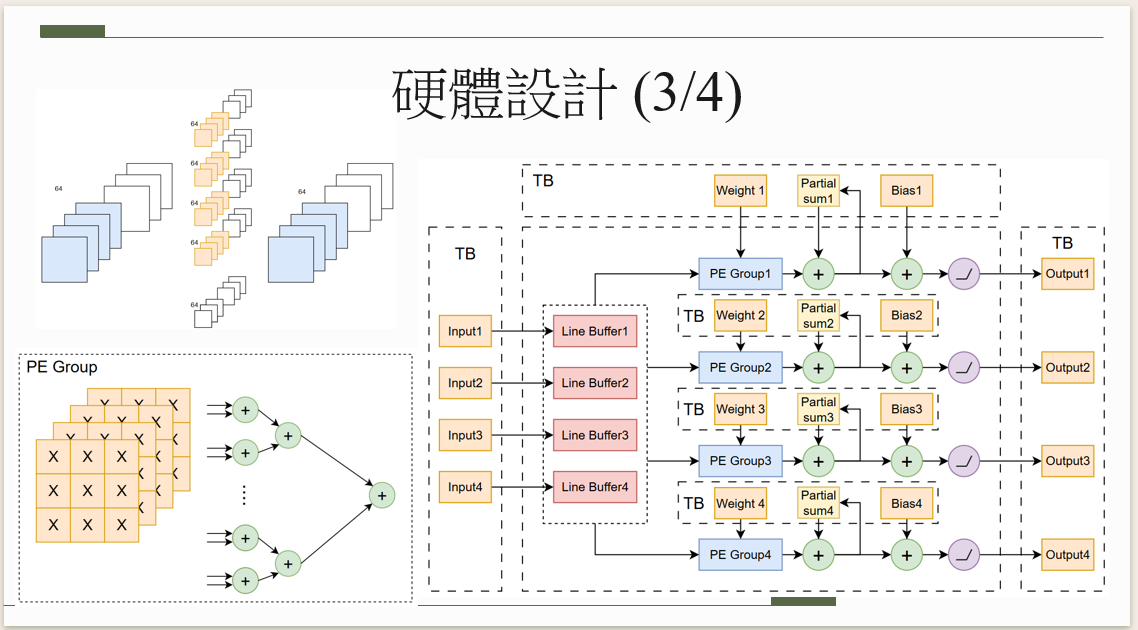 硬體設計 (3/4)
64
64
64
64
64
64
64
PE Group
X X X
X
X X X
X
X X X
X X X
X
X X X
X
X X X
+
+
+
⋮
+
+
+
+
TB
Weight 1
Partial
sum1
Bias1
TB
Input1
Input2
Input3
Input4
Line Buffer1
Line Buffer2
Line Buffer3
Line Buffer4
PE Group1
+
+
TB
Weight 2
Partial
sum2
Bias2
PE Group2
+
+
TB
Weight 3
Partial
sum3
Bias3
PE Group3
+
+
TB
Weight 4
Partial
sum4
Bias4
PE Group4
+
+
TB
Output1
Output2
Output3
Output4